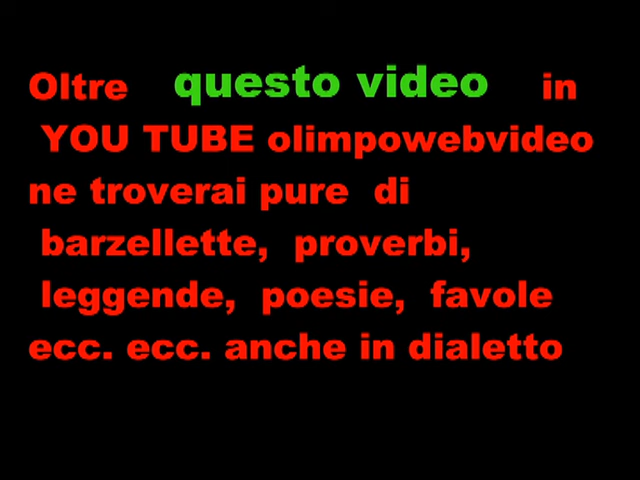 Oltre questo video in
YOU TUBE olimpowebvideo
ne troverai pure di
barzellette, proverbi,
leggende, poesie, favole
ecc. ecc. anche in dialetto